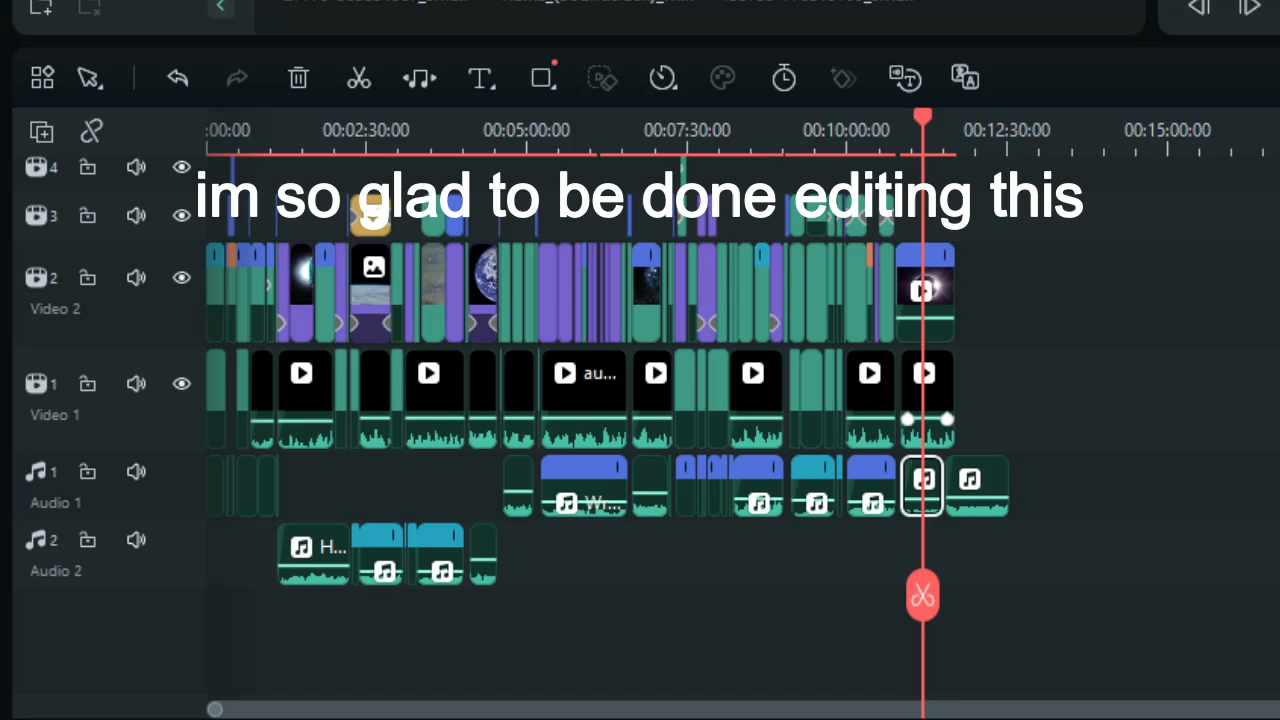 :00:00 00:02:30:00 00:05:00:00 00:07:30:00 00:10:00:00 00:12:30:00 00:15:00:00
4
im so glad to be done editing this
3
2
Video 2
1 au...
Video 1
1
Audio 1 Wr...
2 H...
Audio 2